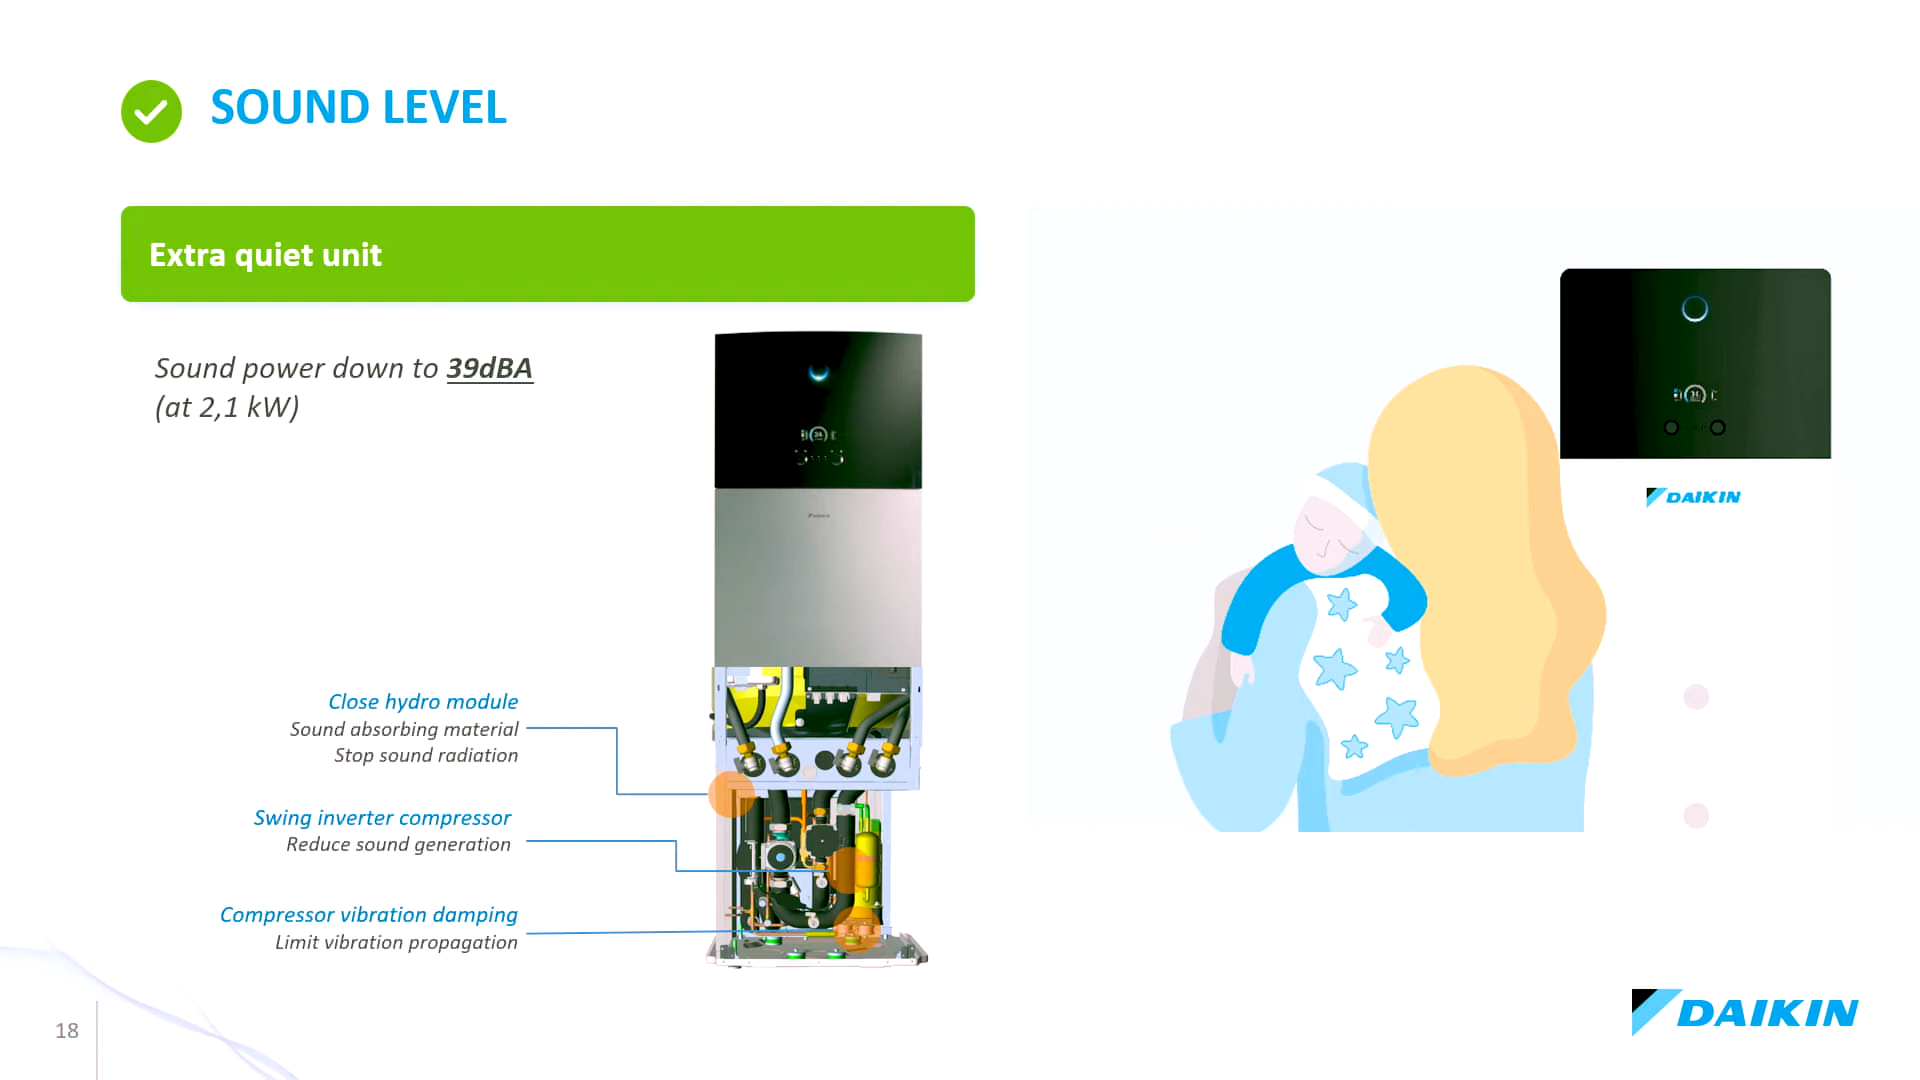 SOUND LEVEL
Extra quiet unit
Sound power down to 39dBA
(at 2,1 kW)
Close hydro module
Sound absorbing material
Stop sound radiation
Swing inverter compressor
Reduce sound generation
Compressor vibration damping
Limit vibration propagation
DAIKIN
DAIKIN
18